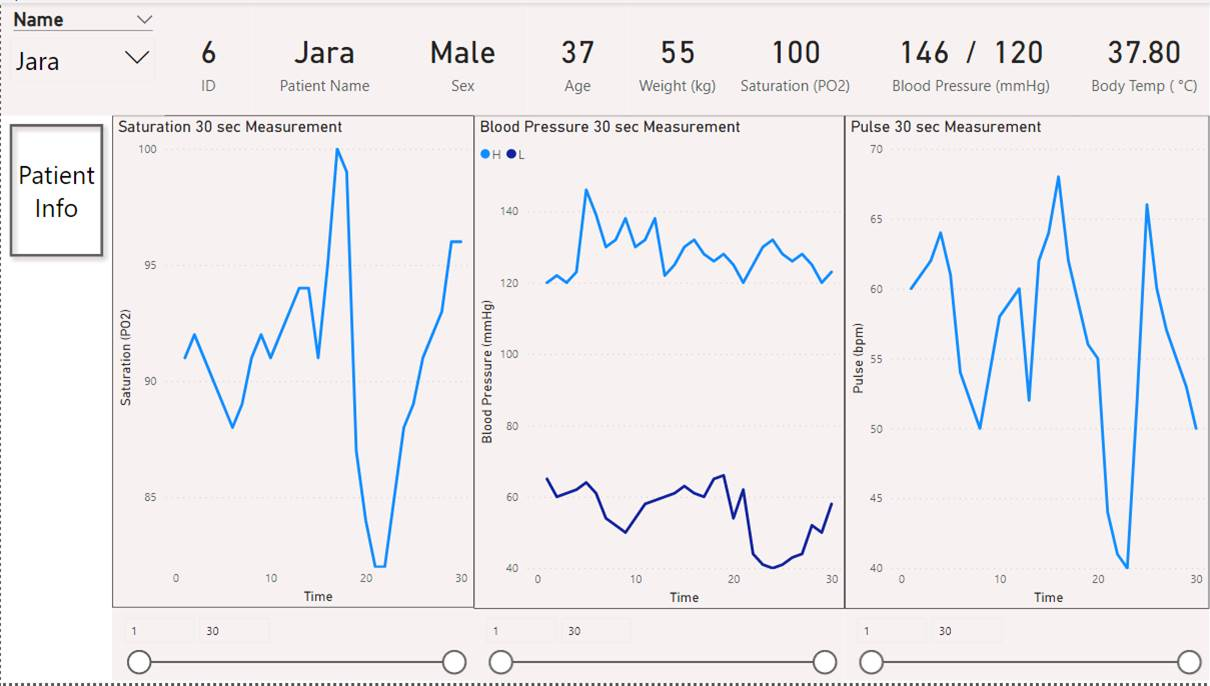 Name
Jara
6
ID
Jara
Patient Name
Male
Sex
37
Age
55
Weight (kg)
100
Saturation (PO2)
146 / 120
Blood Pressure (mmHg)
37.80
Body Temp ( °C)
Patient
Info
Saturation 30 sec Measurement
Saturation (PO2)
100
95
90
85
0 10 20 30
Time
1 30
Blood Pressure 30 sec Measurement
H L
Blood Pressure (mmHg)
140
120
100
80
60
40
0 10 20 30
Time
1 30
Pulse 30 sec Measurement
Pulse (bpm)
70
65
60
55
50
45
40
0 10 20 30
Time
1 30